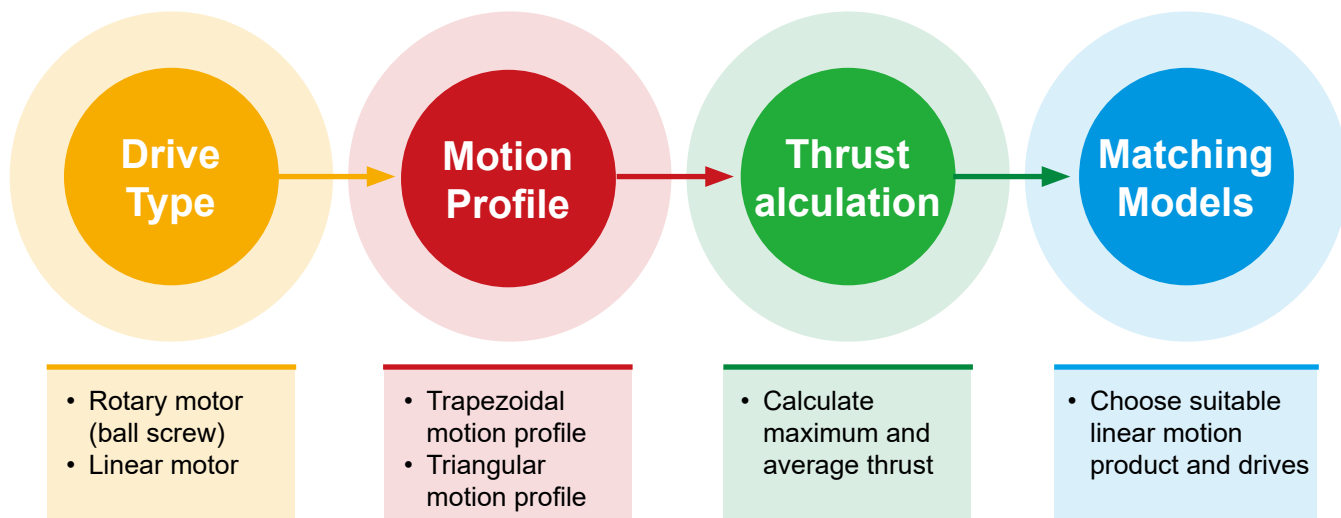 Drive
Type
Motion
Profile
Thrust
alculation
Matching
Models
• Rotary motor
(ball screw)
• Linear motor
• Trapezoidal
motion profile
• Triangular
motion profile
• Calculate
maximum and
average thrust
• Choose suitable
linear motion
product and drives